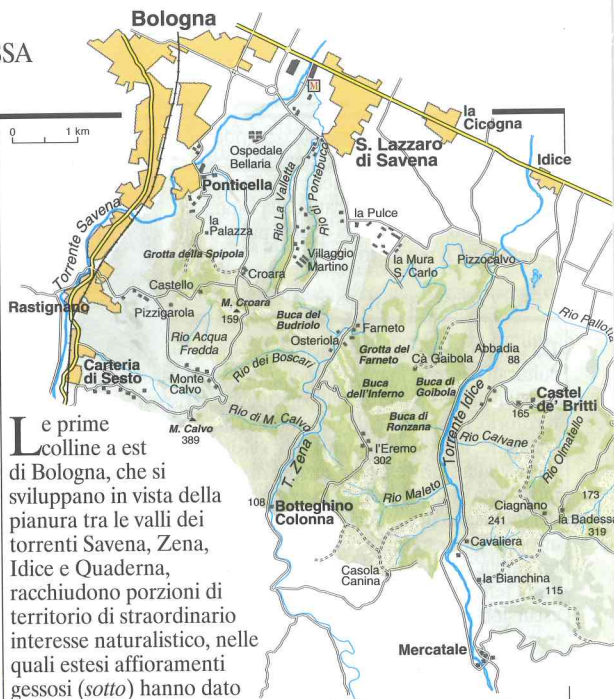 SSA
Bologna
0 1 km
M
la
Cicogna
Ospedale
Bellaria
S. Lazzaro
di Savena
Idice
Ponticella
Rio La Valletta
Rio di Pontebuco
Torrente Savena
la
Palazza
la Pulce
Grotta della Spipola
Villaggio
Martino
la Mura
S. Carlo
Pizzocalvo
Croara
Castello
Rastignano
M. Croara
159
Pizzigarola
Buca del
Budriolo
Farneto
Rio Pallotta
Rio Acqua
Fredda
Osteriola
Grotta del
Farneto
Abbadia
88
Cà Gaibola
Carteria
di Sesto
Rio dei Boscari
Monte
Calvo
Buca
dell'Inferno
Buca di
Goibola
Castel
de' Britti
165
Buca di
Ronzana
Torrente Idice
M. Calvo
389
Rio di M. Calvo
Rio Calvane
Rio Olmatello
l'Eremo
302
T. Zena
Rio Maleto
173
108
Botteghino
Colonna
Ciagnano
241
la Badessa
319
Cavaliera
Casola
Canina
la Bianchina
115
Mercatale
Le prime
colline a est
di Bologna, che si
sviluppano in vista della
pianura tra le valli dei
torrenti Savena, Zena,
Idice e Quaderna,
racchiudono porzioni di
territorio di straordinario
interesse naturalistico, nelle
quali estesi affioramenti
gessosi (sotto) hanno dato